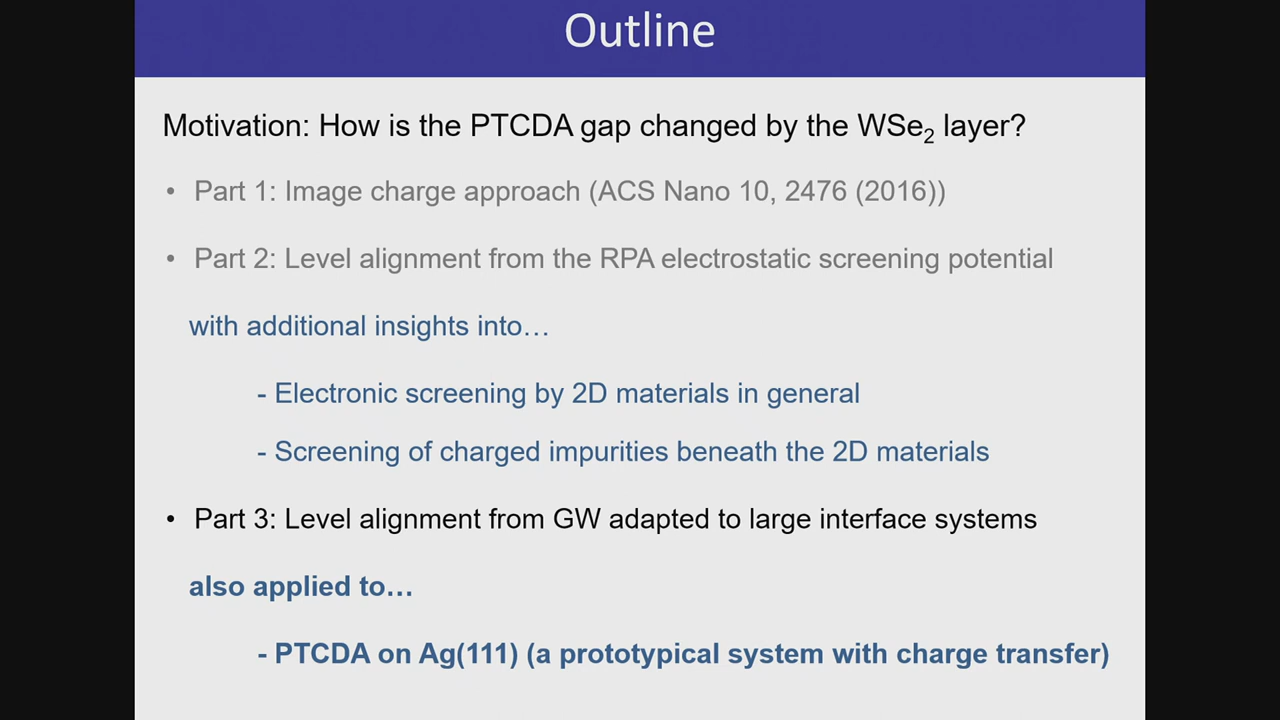 Outline
Motivation: How is the PTCDA gap changed by the WSe₂ layer?
• Part 1: Image charge approach (ACS Nano 10, 2476 (2016))
• Part 2: Level alignment from the RPA electrostatic screening potential
with additional insights into…
- Electronic screening by 2D materials in general
- Screening of charged impurities beneath the 2D materials
• Part 3: Level alignment from GW adapted to large interface systems
also applied to…
- PTCDA on Ag(111) (a prototypical system with charge transfer)